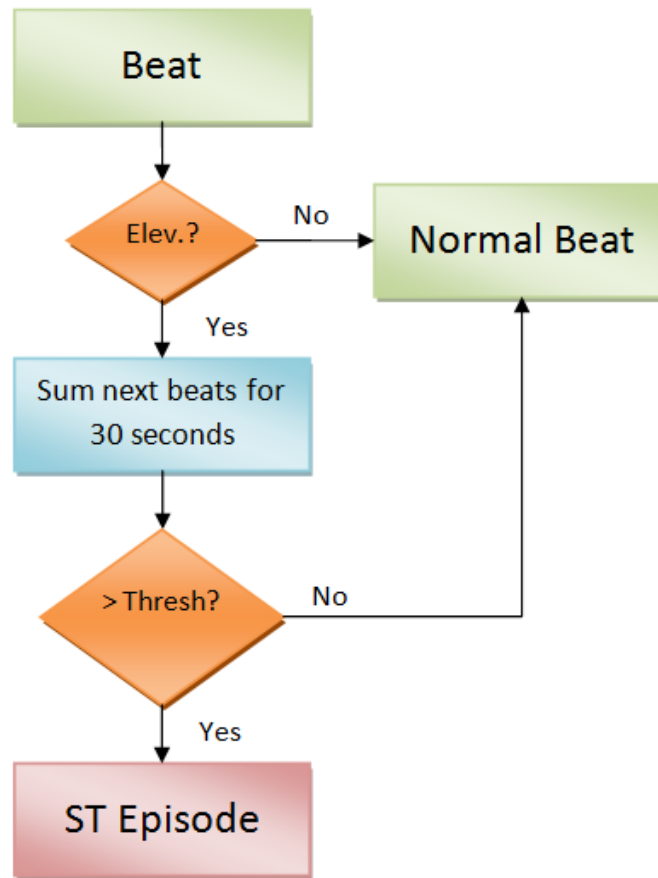 Beat
Elev.?
No
Normal Beat
Yes
Sum next beats for
30 seconds
> Thresh?
No
Yes
ST Episode